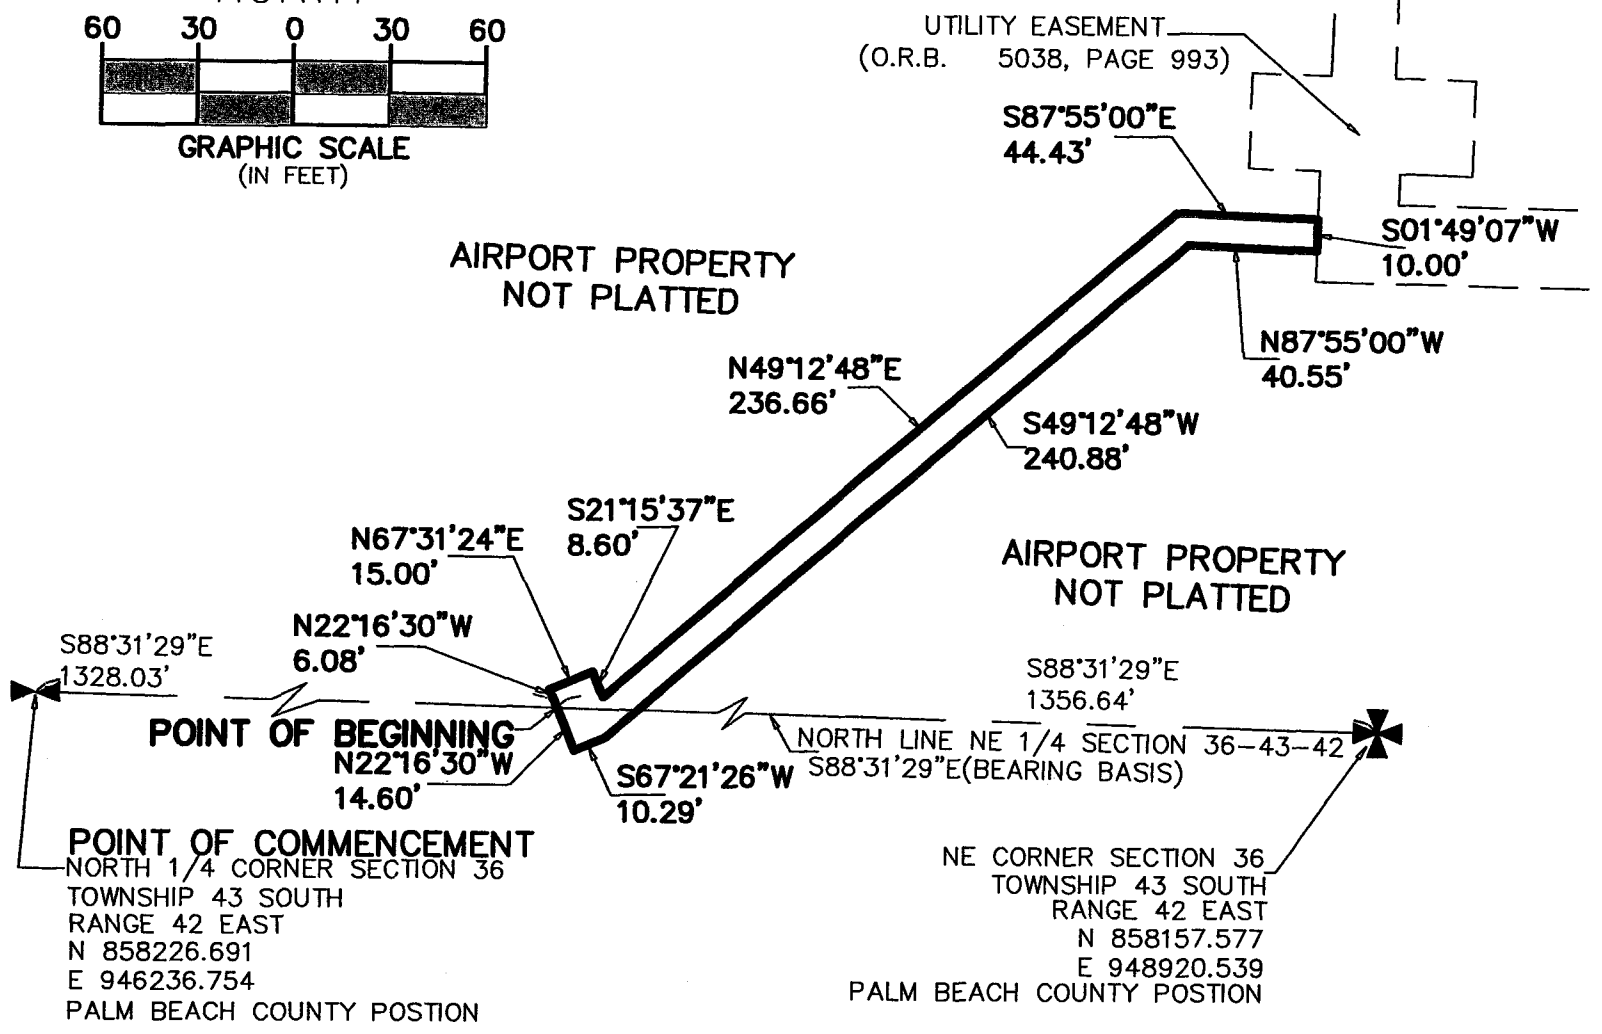 60 30 0 30 60
GRAPHIC SCALE
(IN FEET)
UTILITY EASEMENT
(O.R.B. 5038, PAGE 993)
S87°55'00"E
44.43'
S01°49'07"W
10.00'
AIRPORT PROPERTY
NOT PLATTED
N87°55'00"W
40.55'
N49°12'48"E
236.66'
S49°12'48"W
240.88'
S21°15'37"E
8.60'
N67°31'24"E
15.00'
AIRPORT PROPERTY
NOT PLATTED
N22°16'30"W
6.08'
S88°31'29"E
1328.03'
S88°31'29"E
1356.64'
POINT OF BEGINNING
N22°16'30"W
14.60'
NORTH LINE NE 1/4 SECTION 36-43-42
S88°31'29"E(BEARING BASIS)
S67°21'26"W
10.29'
POINT OF COMMENCEMENT
NORTH 1/4 CORNER SECTION 36
TOWNSHIP 43 SOUTH
RANGE 42 EAST
N 858226.691
E 946236.754
PALM BEACH COUNTY POSTION
NE CORNER SECTION 36
TOWNSHIP 43 SOUTH
RANGE 42 EAST
N 858157.577
E 948920.539
PALM BEACH COUNTY POSTION